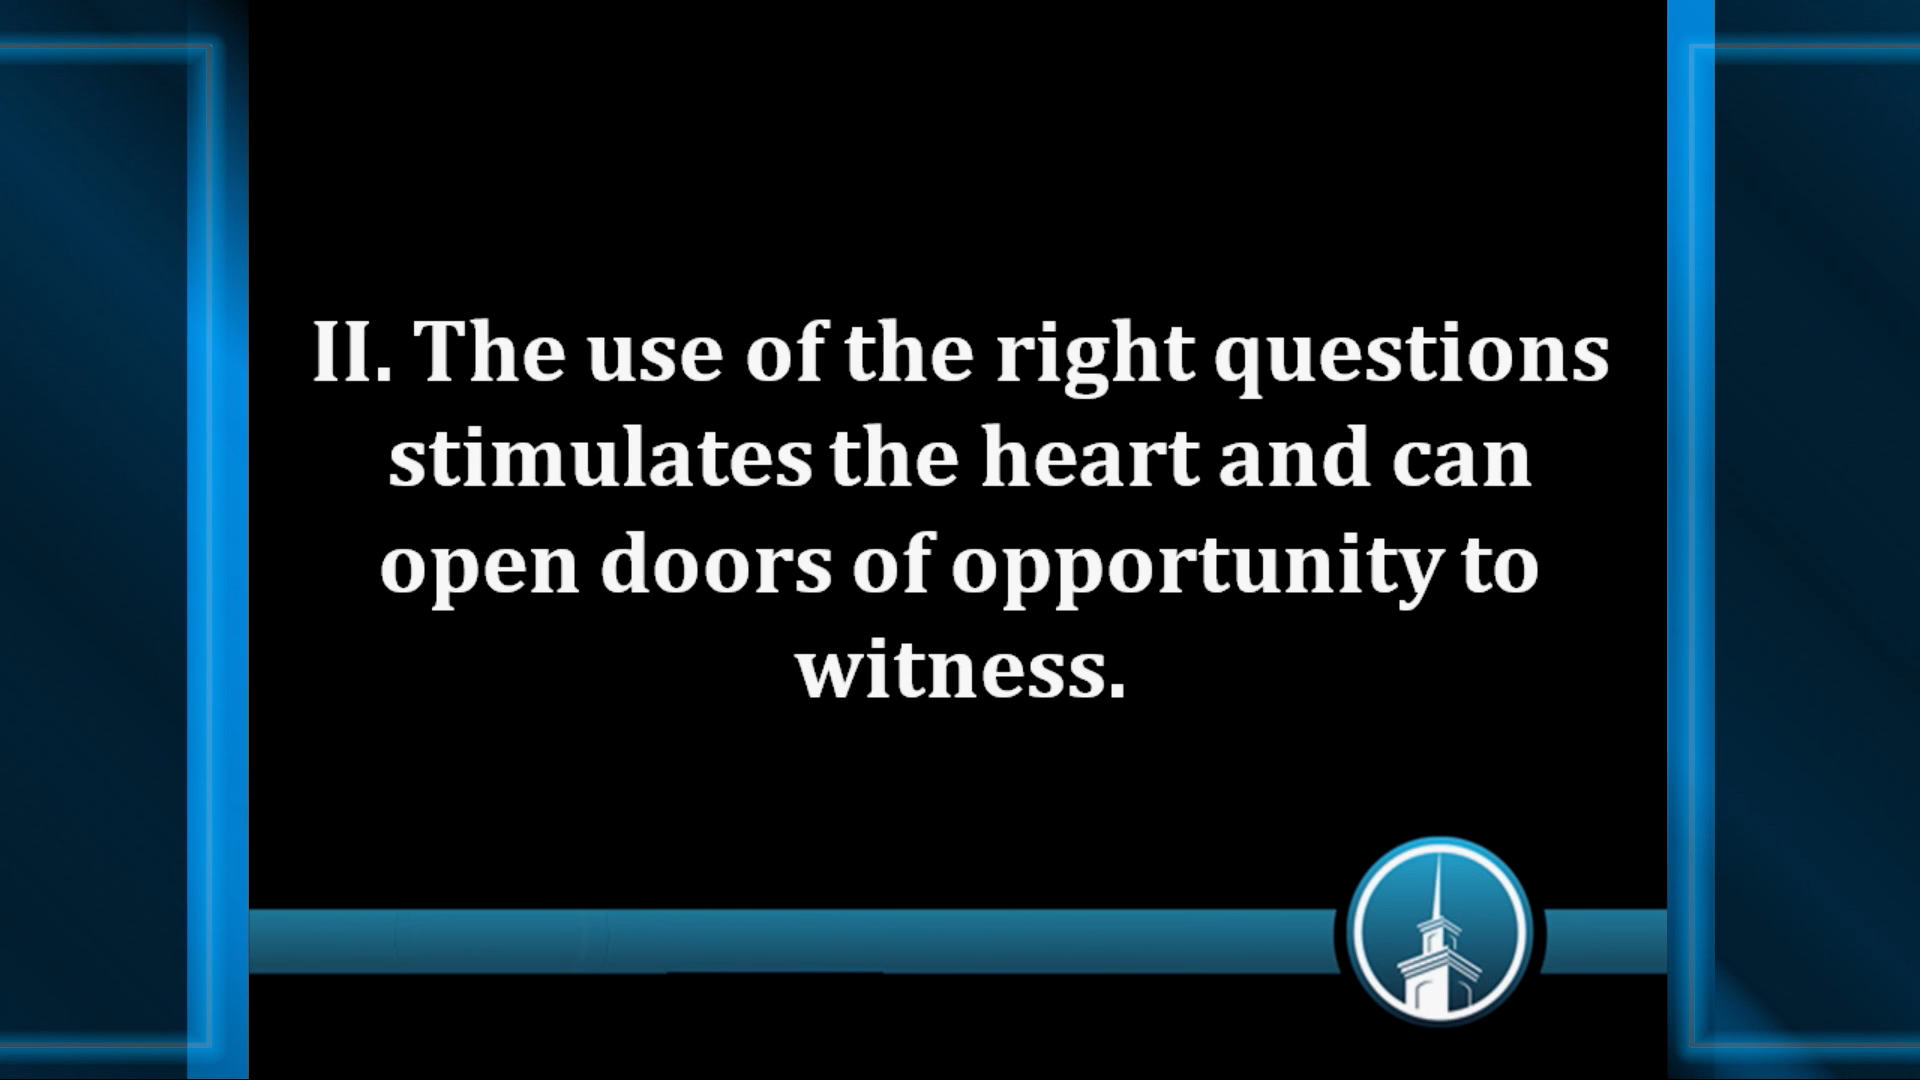 II. The use of the right questions
stimulates the heart and can
open doors of opportunity to
witness.